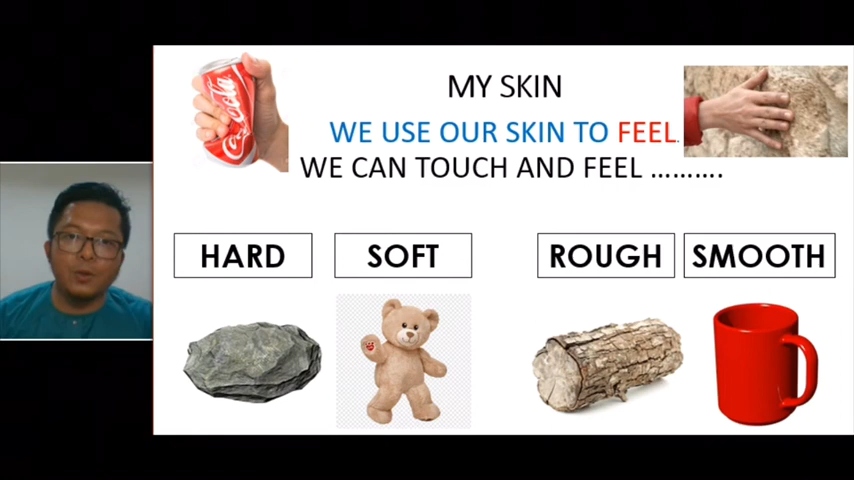 MY SKIN
WE USE OUR SKIN TO FEEL.
WE CAN TOUCH AND FEEL ..........
HARD
SOFT
ROUGH
SMOOTH
Coca-Cola